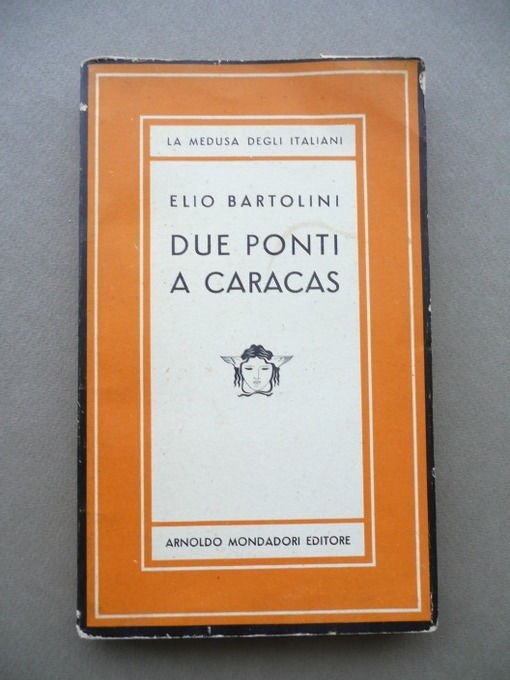 LA MEDUSA DEGLI ITALIANI
ELIO BARTOLINI
DUE PONTI
A CARACAS
ARNOLDO MONDADORI EDITORE